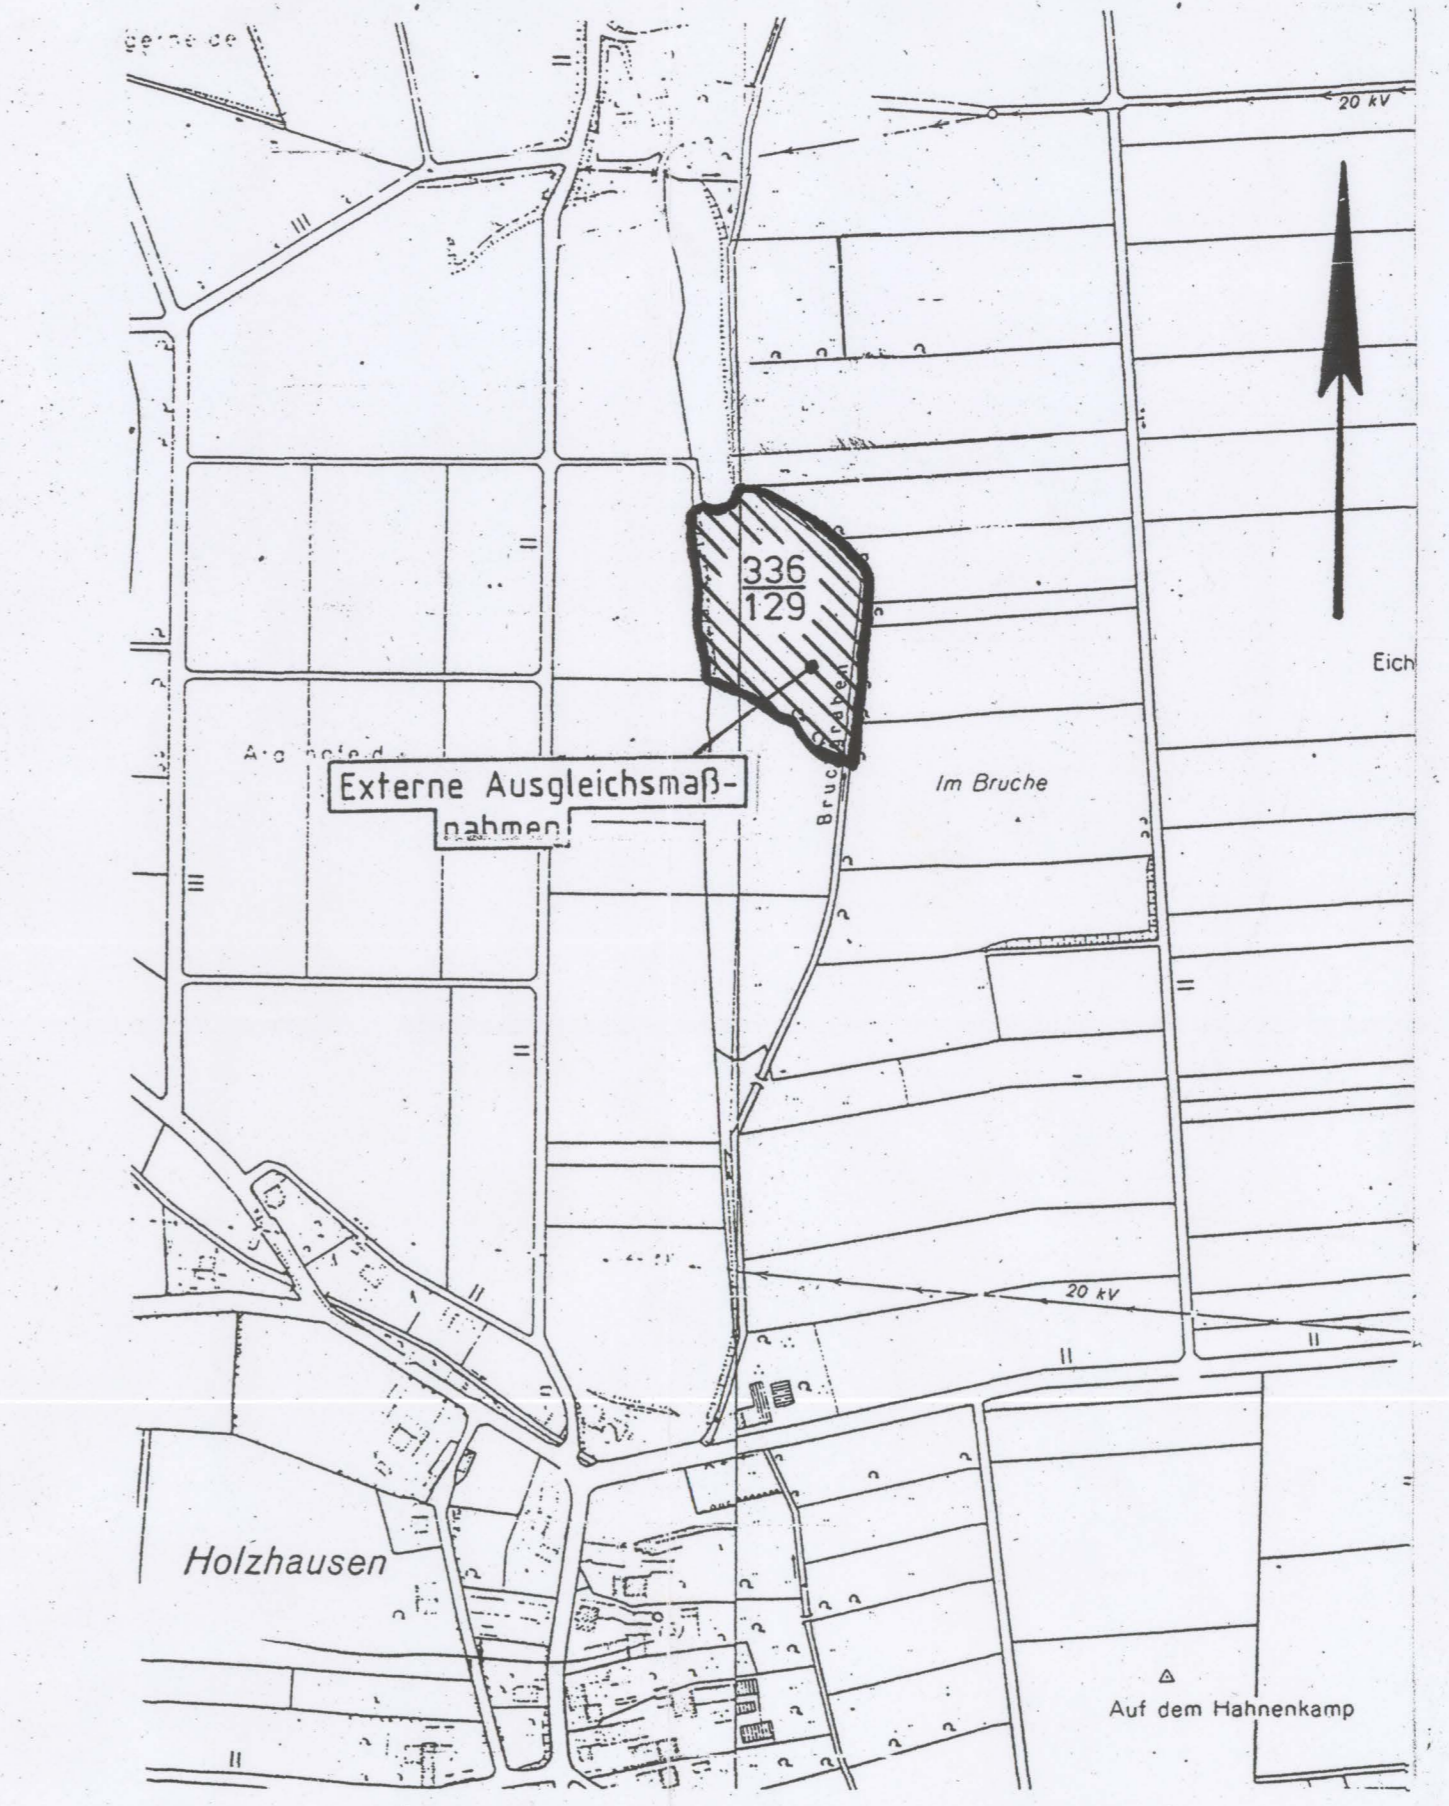 20 kV
336
129
Eich
Im Bruche
Externe Ausgleichsmaß-
nahmen
20 kV
Holzhausen
Auf dem Hahnenkamp